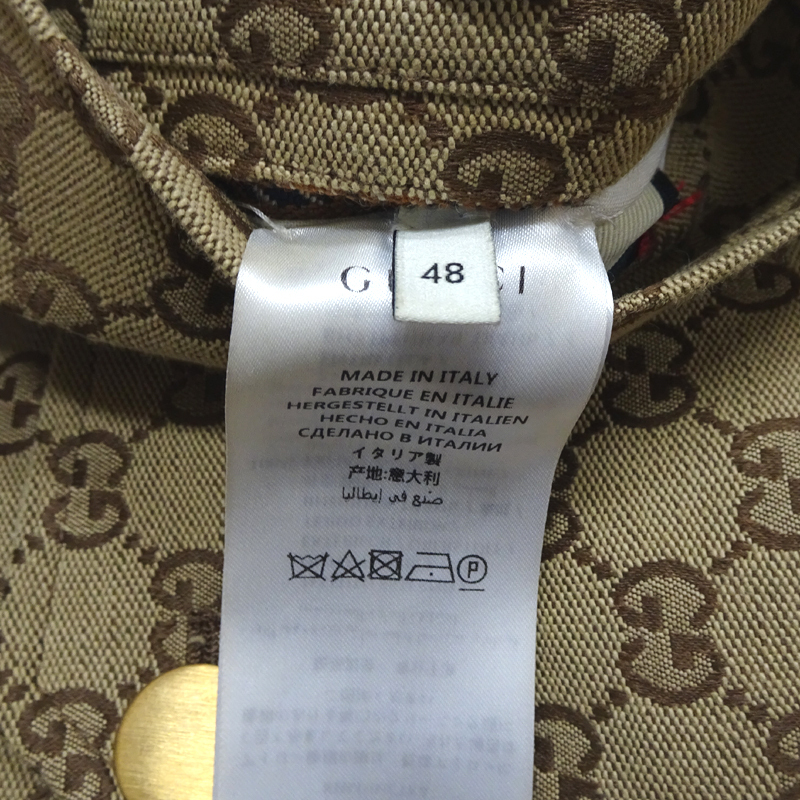 GUCCI
48
MADE IN ITALY
FABRIQUE EN ITALIE
HERGESTELLT IN ITALIEN
HECHO EN ITALIA
СДЕЛАНО В ИТАЛИИ
イタリア製
产地:意大利
صنع في إيطاليا
P